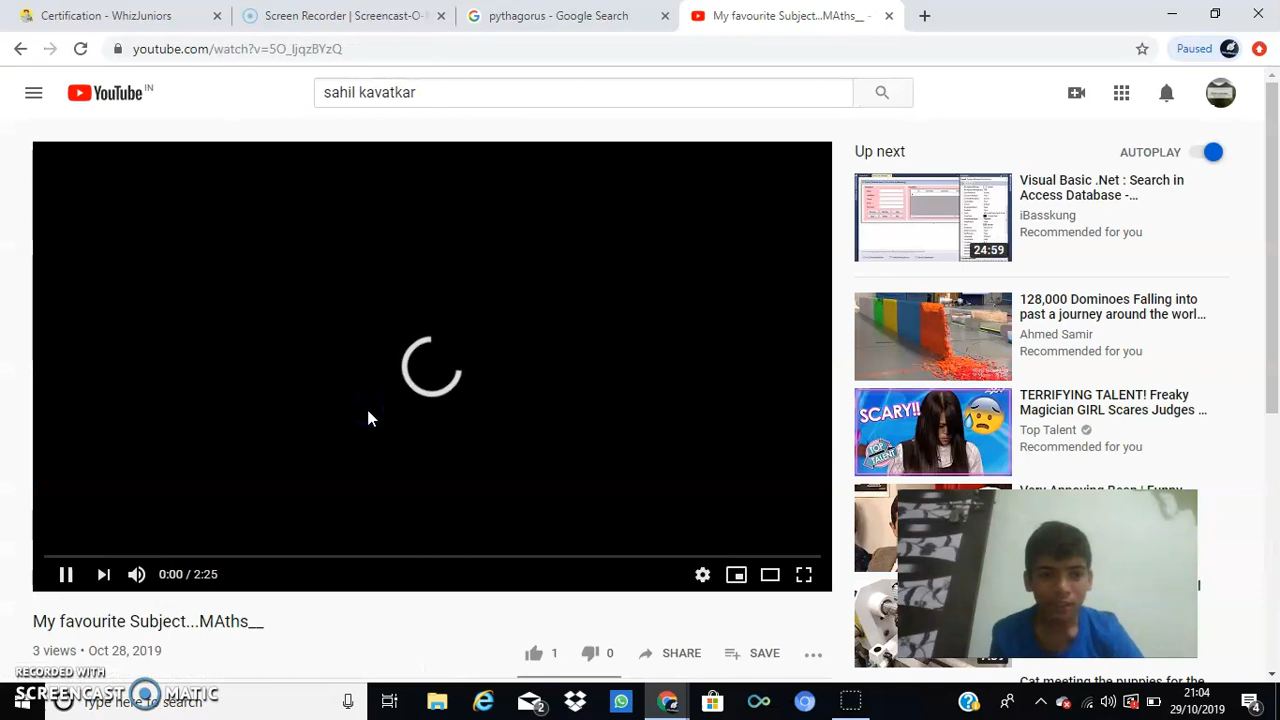 Certification - WhizJuniors
Screen Recorder | Screencast-O
pythagorus - Google Search
My favourite Subject...MAths__ -
youtube.com/watch?v=5O_ljqzBYzQ
Paused
YouTube IN
sahil kavatkar
Up next
AUTOPLAY
Visual Basic .Net : Search in
Access Database -...
iBasskung
Recommended for you
24:59
128,000 Dominoes Falling into
past a journey around the worl...
Ahmed Samir
Recommended for you
SCARY!!
TOP TALENT
TERRIFYING TALENT! Freaky
Magician GIRL Scares Judges ...
Top Talent
Recommended for you
0:00 / 2:25
My favourite Subject...MAths__
3 views • Oct 28, 2019
1
0
SHARE
SAVE
Cat meeting the puppies for the
RECORDED WITH
SCREENCAST MATIC
Type here
search
2
21:04
29/10/2019
4